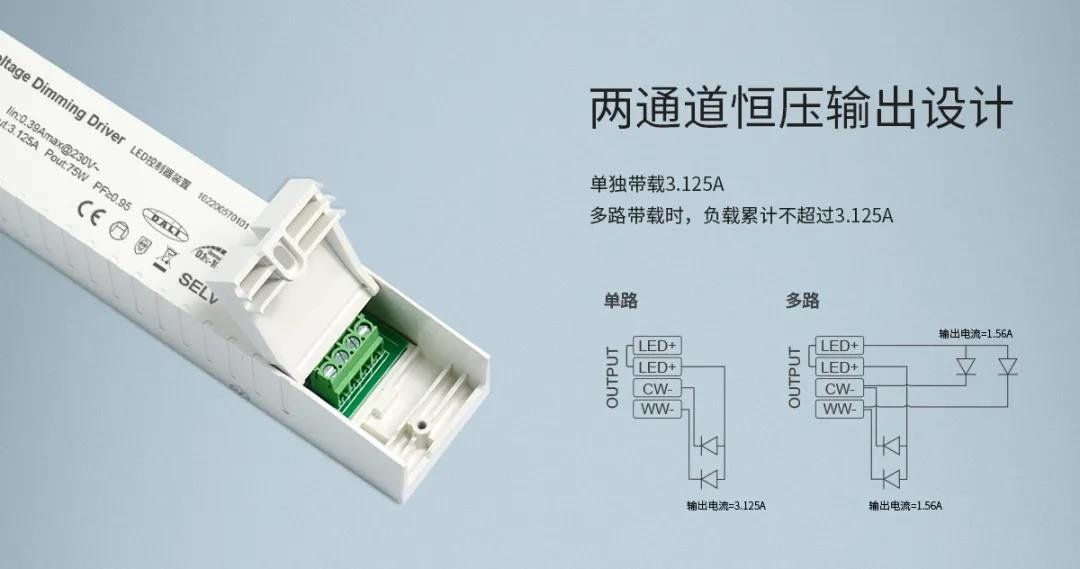 Voltage Dimming Driver
Iin:0.39Amax@230V~
3.125A Pout:75W PF≥0.95
LED控制器装置 102200570101
CE
DALI
SELV
两通道恒压输出设计
单独带载3.125A
多路带载时，负载累计不超过3.125A
单路
OUTPUT
LED+
LED+
CW-
WW-
输出电流=3.125A
多路
OUTPUT
LED+
LED+
CW-
WW-
输出电流=1.56A
输出电流=1.56A